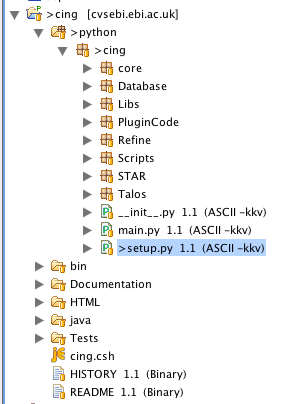 >cing [cvsebi.ebi.ac.uk]
>python
>cing
core
Database
Libs
PluginCode
Refine
Scripts
STAR
Talos
__init__.py 1.1 (ASCII -kkv)
main.py 1.1 (ASCII -kkv)
>setup.py 1.1 (ASCII -kkv)
bin
Documentation
HTML
java
Tests
cing.csh
HISTORY 1.1 (Binary)
README 1.1 (Binary)